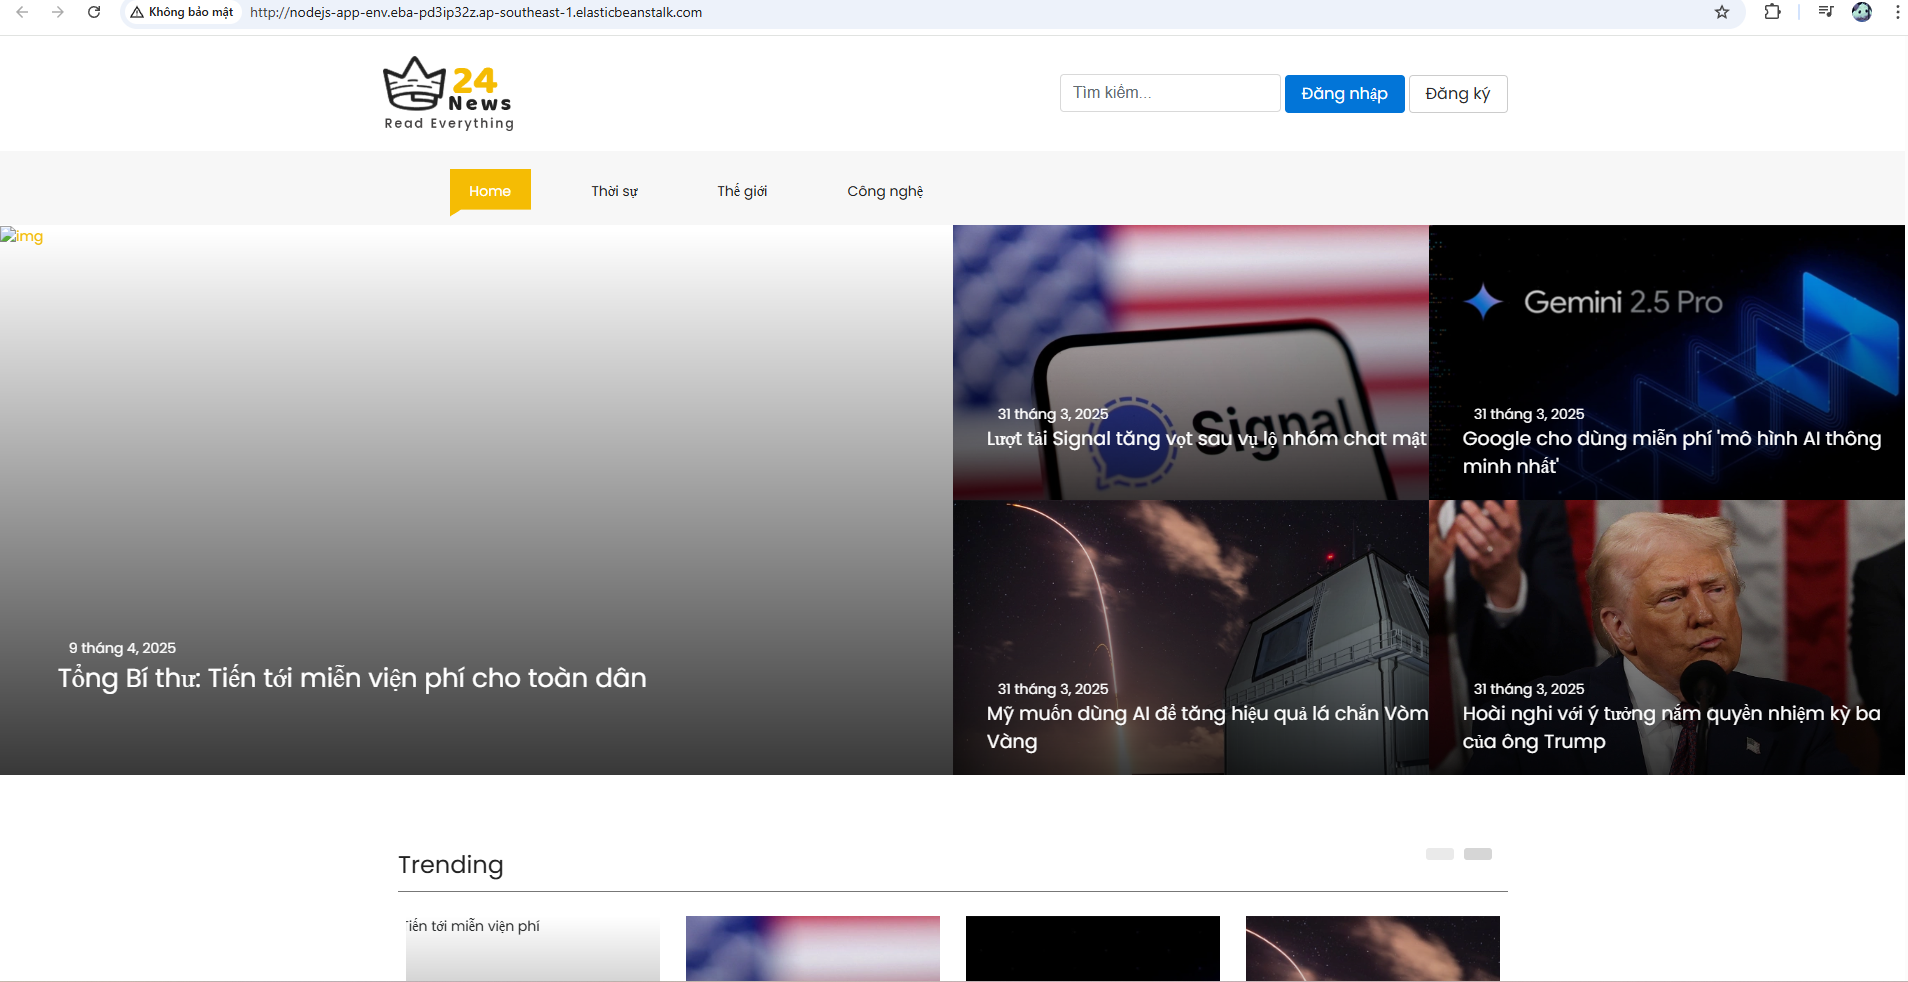 Không bảo mật
http://nodejs-app-env.eba-pd3ip32z.ap-southeast-1.elasticbeanstalk.com
24
News
Read Everything
Tìm kiếm...
Đăng nhập
Đăng ký
Home
Thời sự
Thế giới
Công nghệ
img
9 tháng 4, 2025
Tổng Bí thư: Tiến tới miễn viện phí cho toàn dân
Signal
31 tháng 3, 2025
Lượt tải Signal tăng vọt sau vụ lộ nhóm chat mật
Gemini 2.5 Pro
31 tháng 3, 2025
Google cho dùng miễn phí 'mô hình AI thông
minh nhất'
31 tháng 3, 2025
Mỹ muốn dùng AI để tăng hiệu quả lá chắn Vòm
Vàng
31 tháng 3, 2025
Hoài nghi với ý tưởng nắm quyền nhiệm kỳ ba
của ông Trump
Trending
Tiến tới miễn viện phí